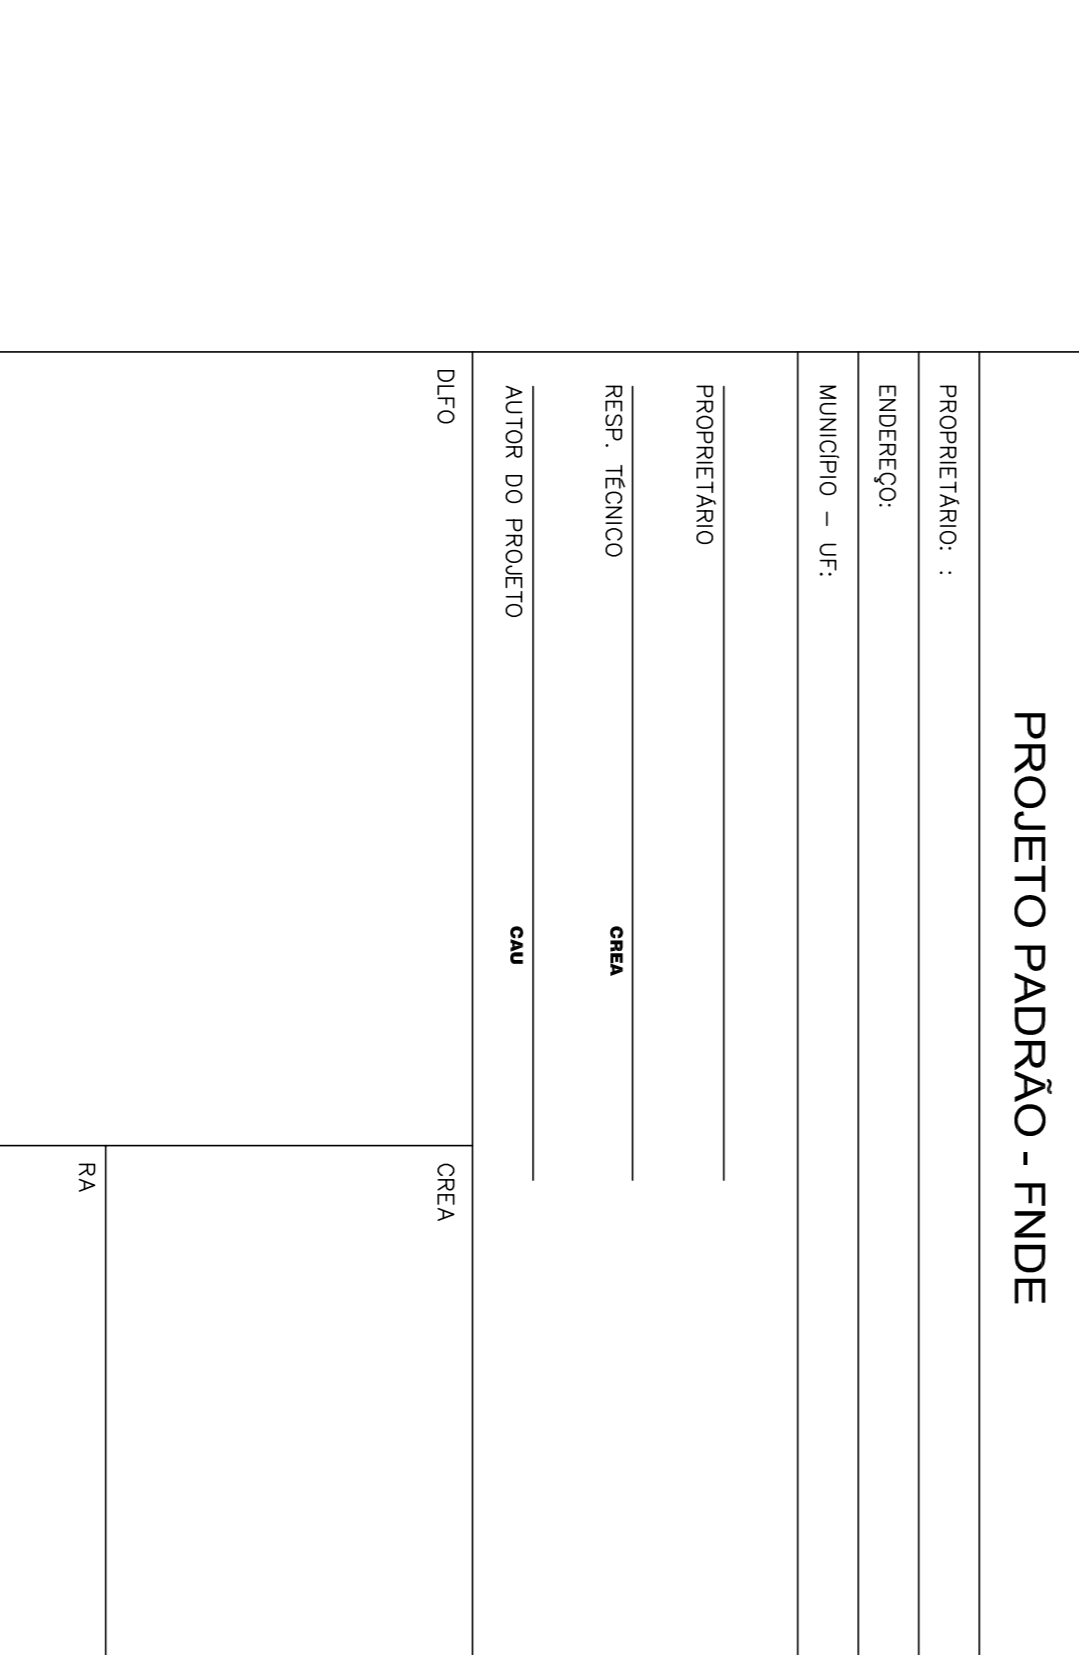 PROJETO PADRÃO - FNDE
PROPRIETÁRIO: :
ENDEREÇO:
MUNICÍPIO – UF:
PROPRIETÁRIO
RESP. TÉCNICO CREA
AUTOR DO PROJETO CAU
DLFO CREA
RA